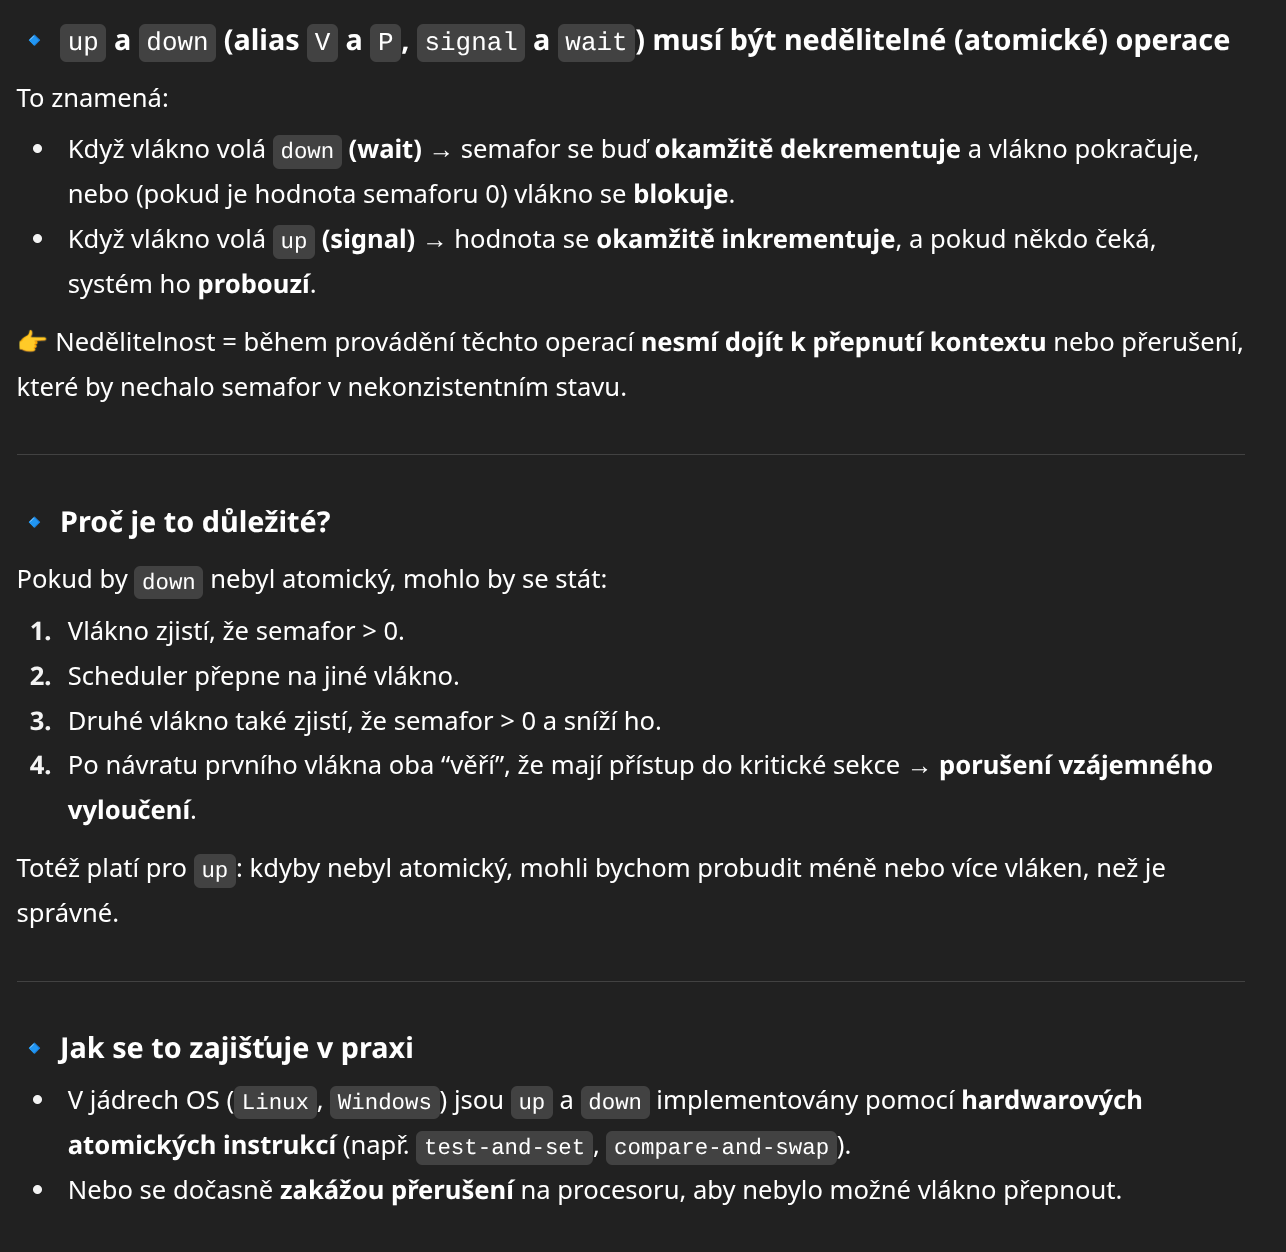 🔹 up a down (alias V a P, signal a wait) musí být nedělitelné (atomické) operace
To znamená:
• Když vlákno volá down (wait) → semafor se buď okamžitě dekrementuje a vlákno pokračuje,
nebo (pokud je hodnota semaforu 0) vlákno se blokuje.
• Když vlákno volá up (signal) → hodnota se okamžitě inkrementuje, a pokud někdo čeká,
systém ho probouzí.
👉 Nedělitelnost = během provádění těchto operací nesmí dojít k přepnutí kontextu nebo přerušení,
které by nechalo semafor v nekonzistentním stavu.
🔹 Proč je to důležité?
Pokud by down nebyl atomický, mohlo by se stát:
1. Vlákno zjistí, že semafor > 0.
2. Scheduler přepne na jiné vlákno.
3. Druhé vlákno také zjistí, že semafor > 0 a sníží ho.
4. Po návratu prvního vlákna oba “věří”, že mají přístup do kritické sekce → porušení vzájemného
vyloučení.
Totéž platí pro up: kdyby nebyl atomický, mohli bychom probudit méně nebo více vláken, než je
správné.
🔹 Jak se to zajišťuje v praxi
• V jádrech OS (Linux, Windows) jsou up a down implementovány pomocí hardwarových
atomických instrukcí (např. test-and-set, compare-and-swap).
• Nebo se dočasně zakážou přerušení na procesoru, aby nebylo možné vlákno přepnout.